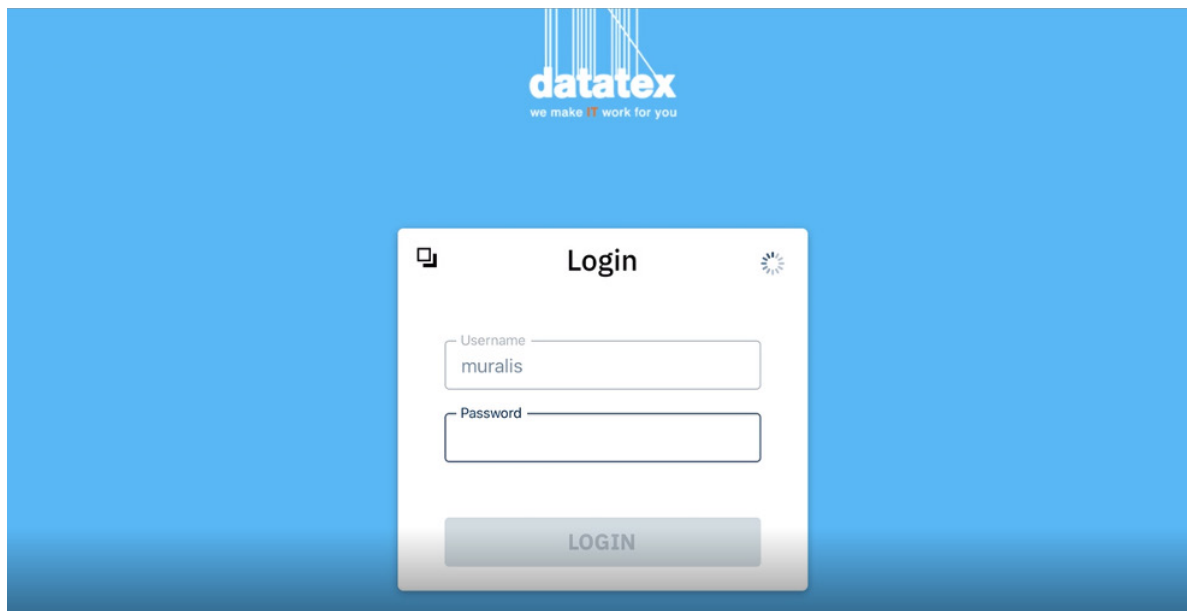 datatex
we make IT work for you
Login
Username
muralis
Password
LOGIN